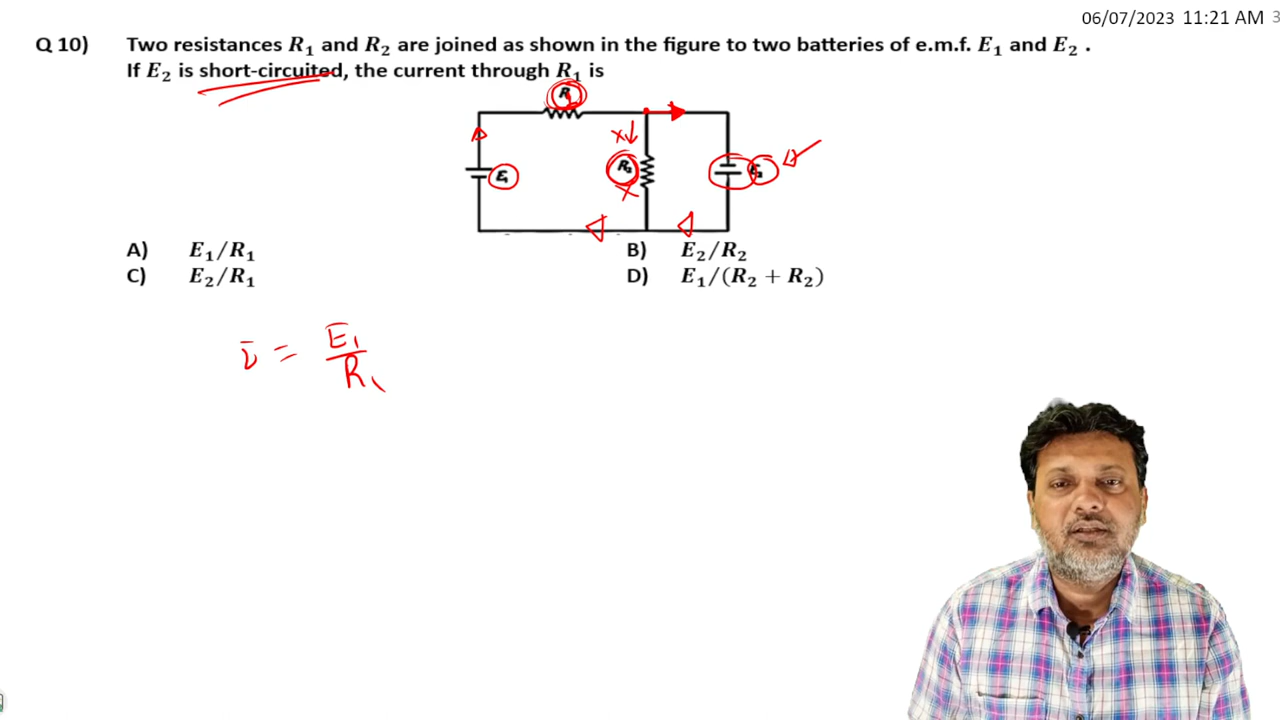 06/07/2023 11:21 AM 3
Q 10) Two resistances R₁ and R₂ are joined as shown in the figure to two batteries of e.m.f. E₁ and E₂ .
If E₂ is short-circuited, the current through R₁ is
R₁
X
R₂
X
E₁
A) E₁/R₁
B) E₂/R₂
C) E₂/R₁
D) E₁/(R₂ + R₂)
i = E₁/R₁